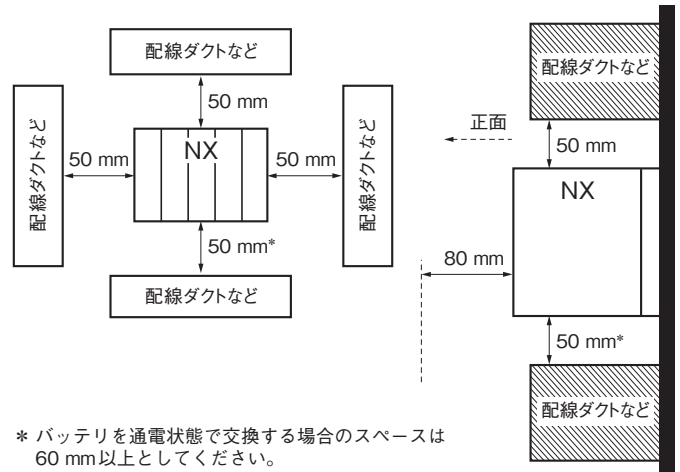 配線ダクトなど
50 mm
配線ダクトなど
50 mm
NX
50 mm
配線ダクトなど
50 mm*
配線ダクトなど
配線ダクトなど
正面
50 mm
NX
80 mm
50 mm*
配線ダクトなど
* バッテリを通電状態で交換する場合のスペースは
60 mm以上としてください。